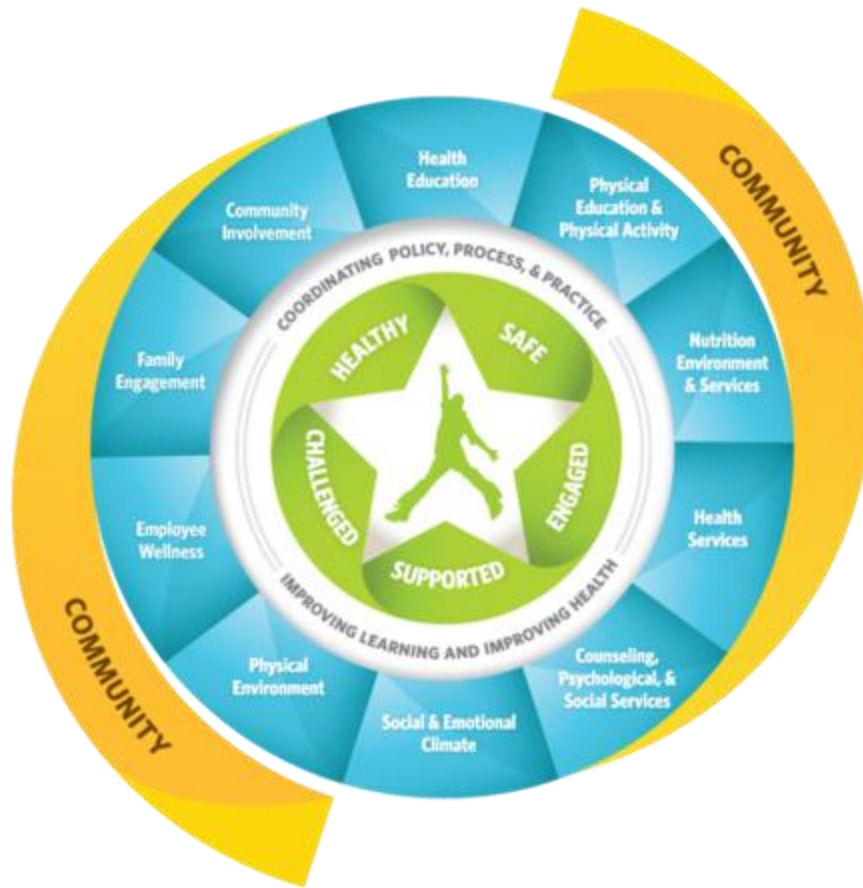 COMMUNITY
Health
Education
Physical
Education &
Physical Activity
Nutrition
Environment
& Services
Health
Services
Counseling,
Psychological, &
Social Services
Social & Emotional
Climate
Physical
Environment
Employee
Wellness
Family
Engagement
Community
Involvement
COORDINATING POLICY, PROCESS, & PRACTICE
IMPROVING LEARNING AND IMPROVING HEALTH
HEALTHY
SAFE
ENGAGED
SUPPORTED
CHALLENGED
COMMUNITY